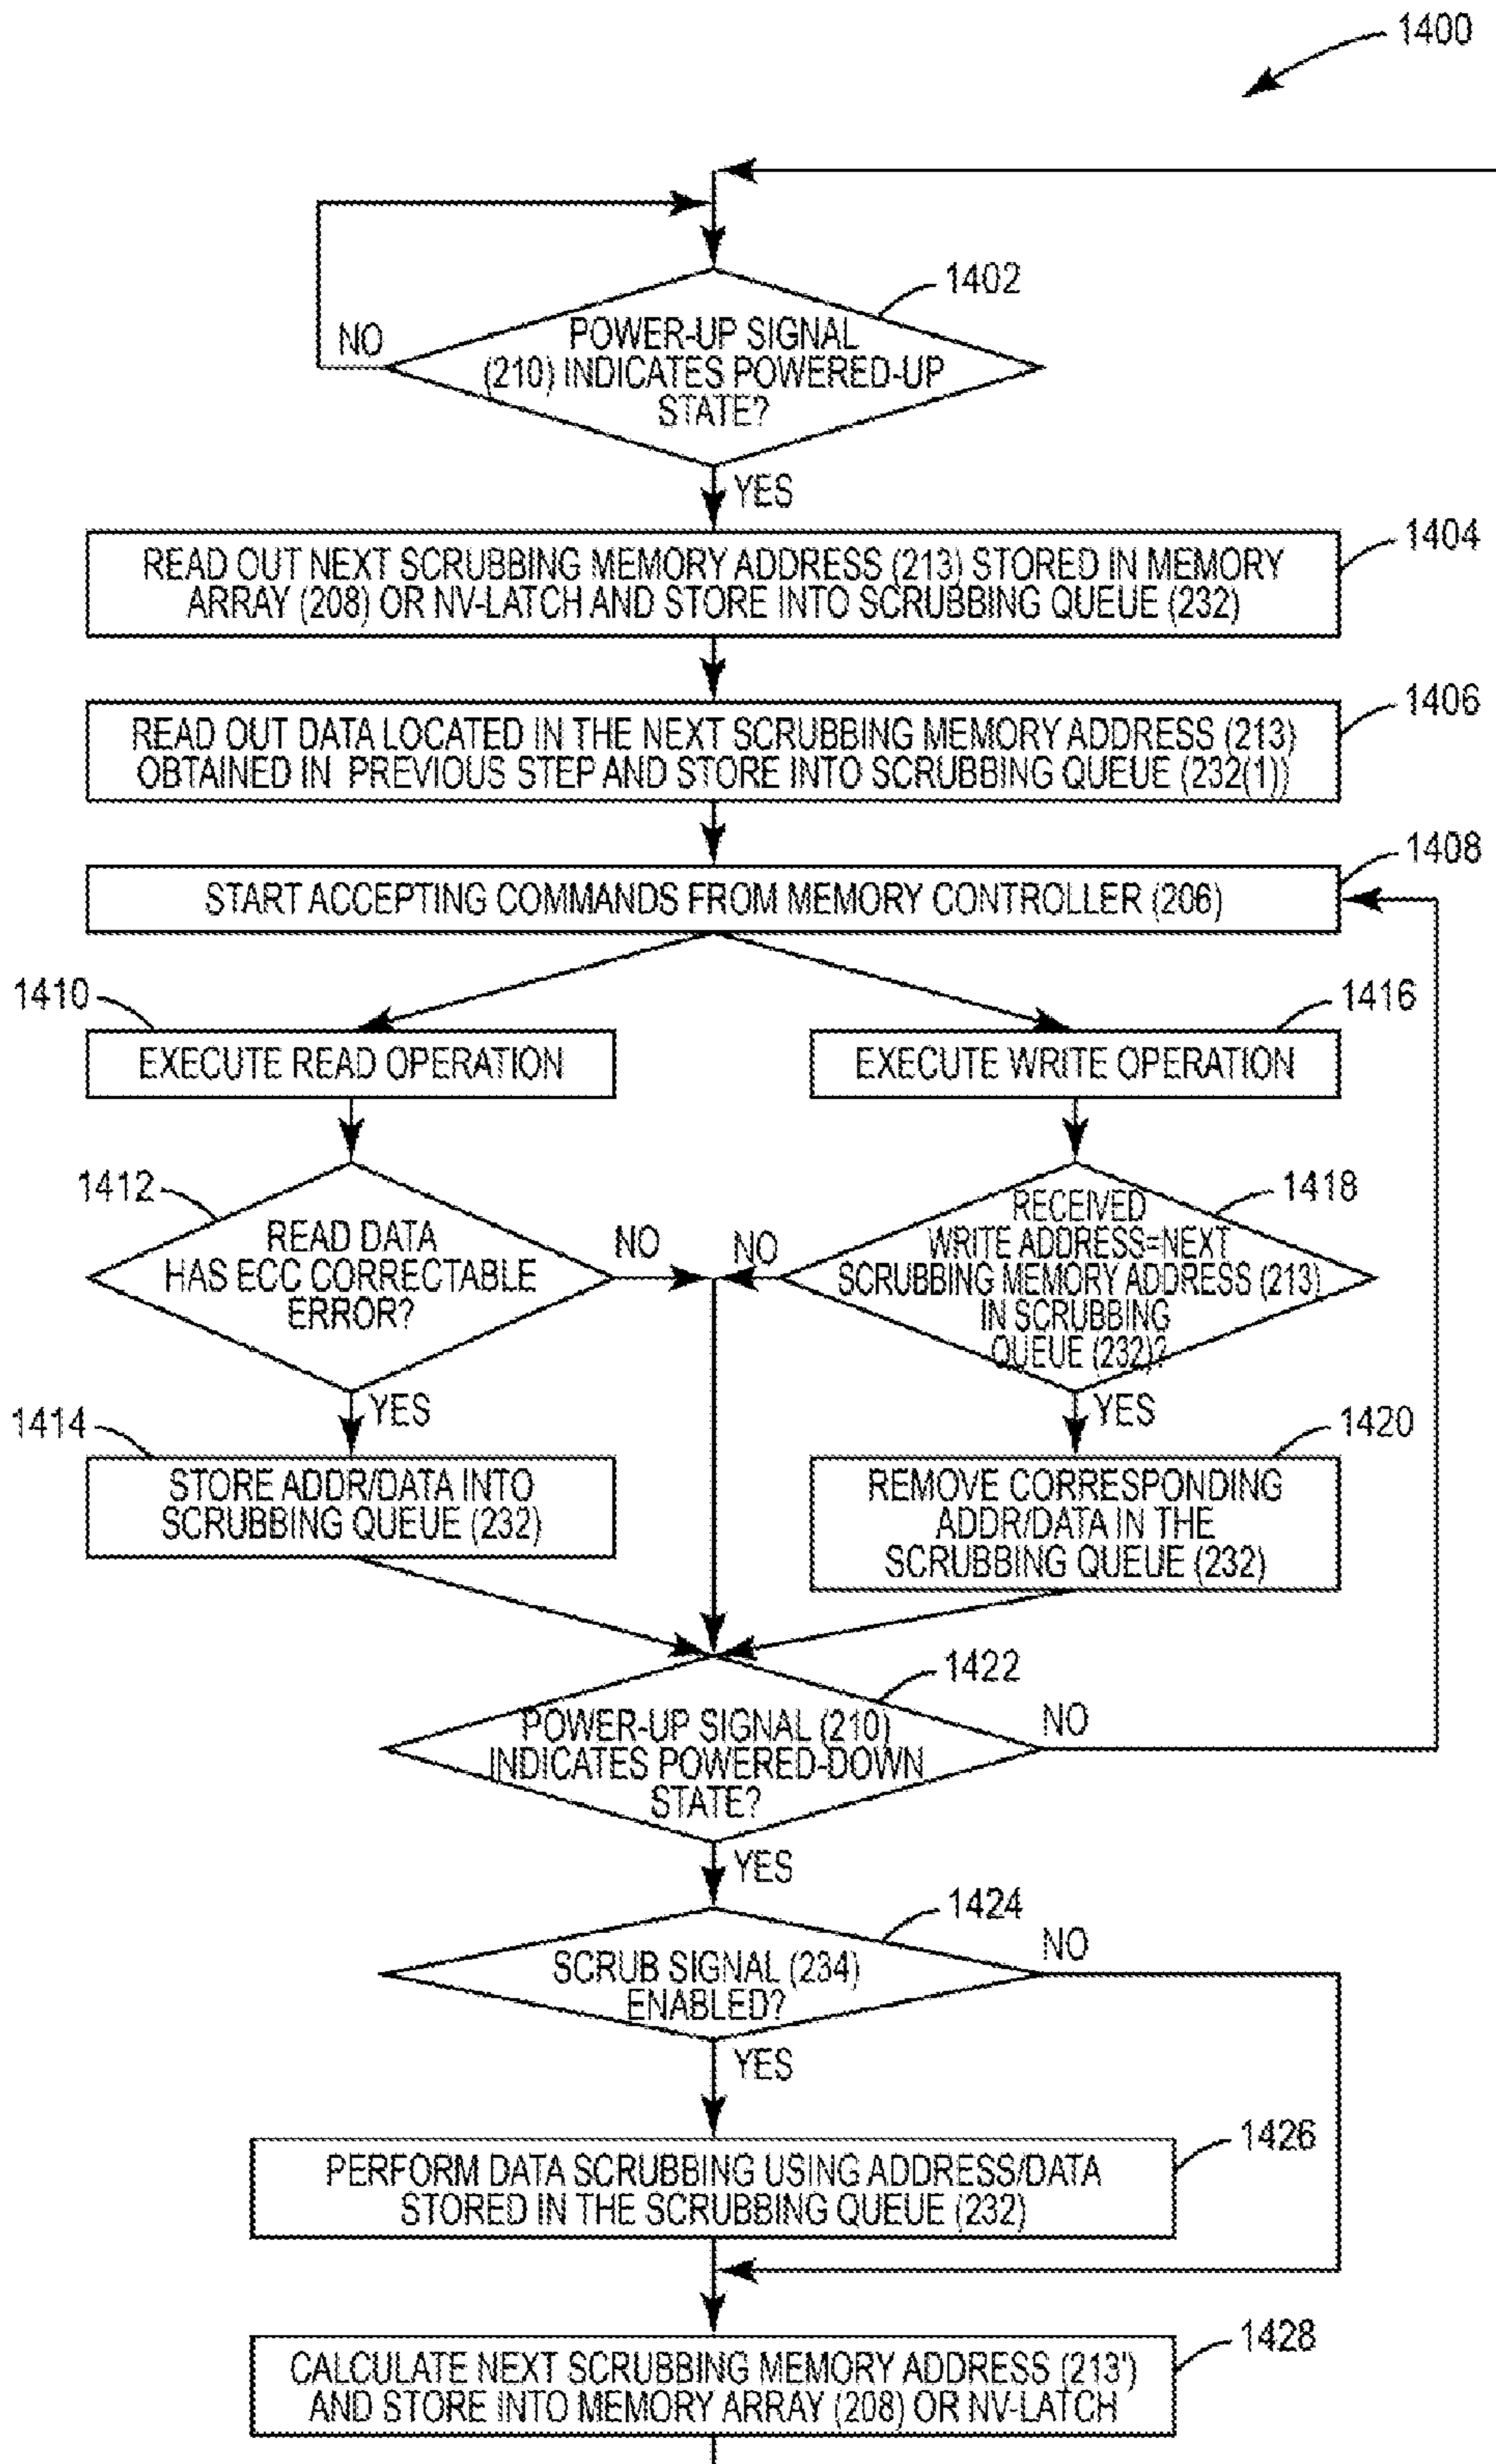 1400
1402
POWER-UP SIGNAL
(210) INDICATES POWERED-UP
STATE?
NO
YES
1404
READ OUT NEXT SCRUBBING MEMORY ADDRESS (213) STORED IN MEMORY
ARRAY (208) OR NV-LATCH AND STORE INTO SCRUBBING QUEUE (232)
1406
READ OUT DATA LOCATED IN THE NEXT SCRUBBING MEMORY ADDRESS (213)
OBTAINED IN PREVIOUS STEP AND STORE INTO SCRUBBING QUEUE (232(1))
1408
START ACCEPTING COMMANDS FROM MEMORY CONTROLLER (206)
1410
EXECUTE READ OPERATION
1416
EXECUTE WRITE OPERATION
1412
READ DATA
HAS ECC CORRECTABLE
ERROR?
NO
NO
1418
RECEIVED
WRITE ADDRESS=NEXT
SCRUBBING MEMORY ADDRESS (213)
IN SCRUBBING
QUEUE (232)?
YES
YES
1414
STORE ADDR/DATA INTO
SCRUBBING QUEUE (232)
1420
REMOVE CORRESPONDING
ADDR/DATA IN THE
SCRUBBING QUEUE (232)
1422
POWER-UP SIGNAL (210)
INDICATES POWERED-DOWN
STATE?
NO
YES
1424
SCRUB SIGNAL (234)
ENABLED?
NO
YES
1426
PERFORM DATA SCRUBBING USING ADDRESS/DATA
STORED IN THE SCRUBBING QUEUE (232)
1428
CALCULATE NEXT SCRUBBING MEMORY ADDRESS (213')
AND STORE INTO MEMORY ARRAY (208) OR NV-LATCH